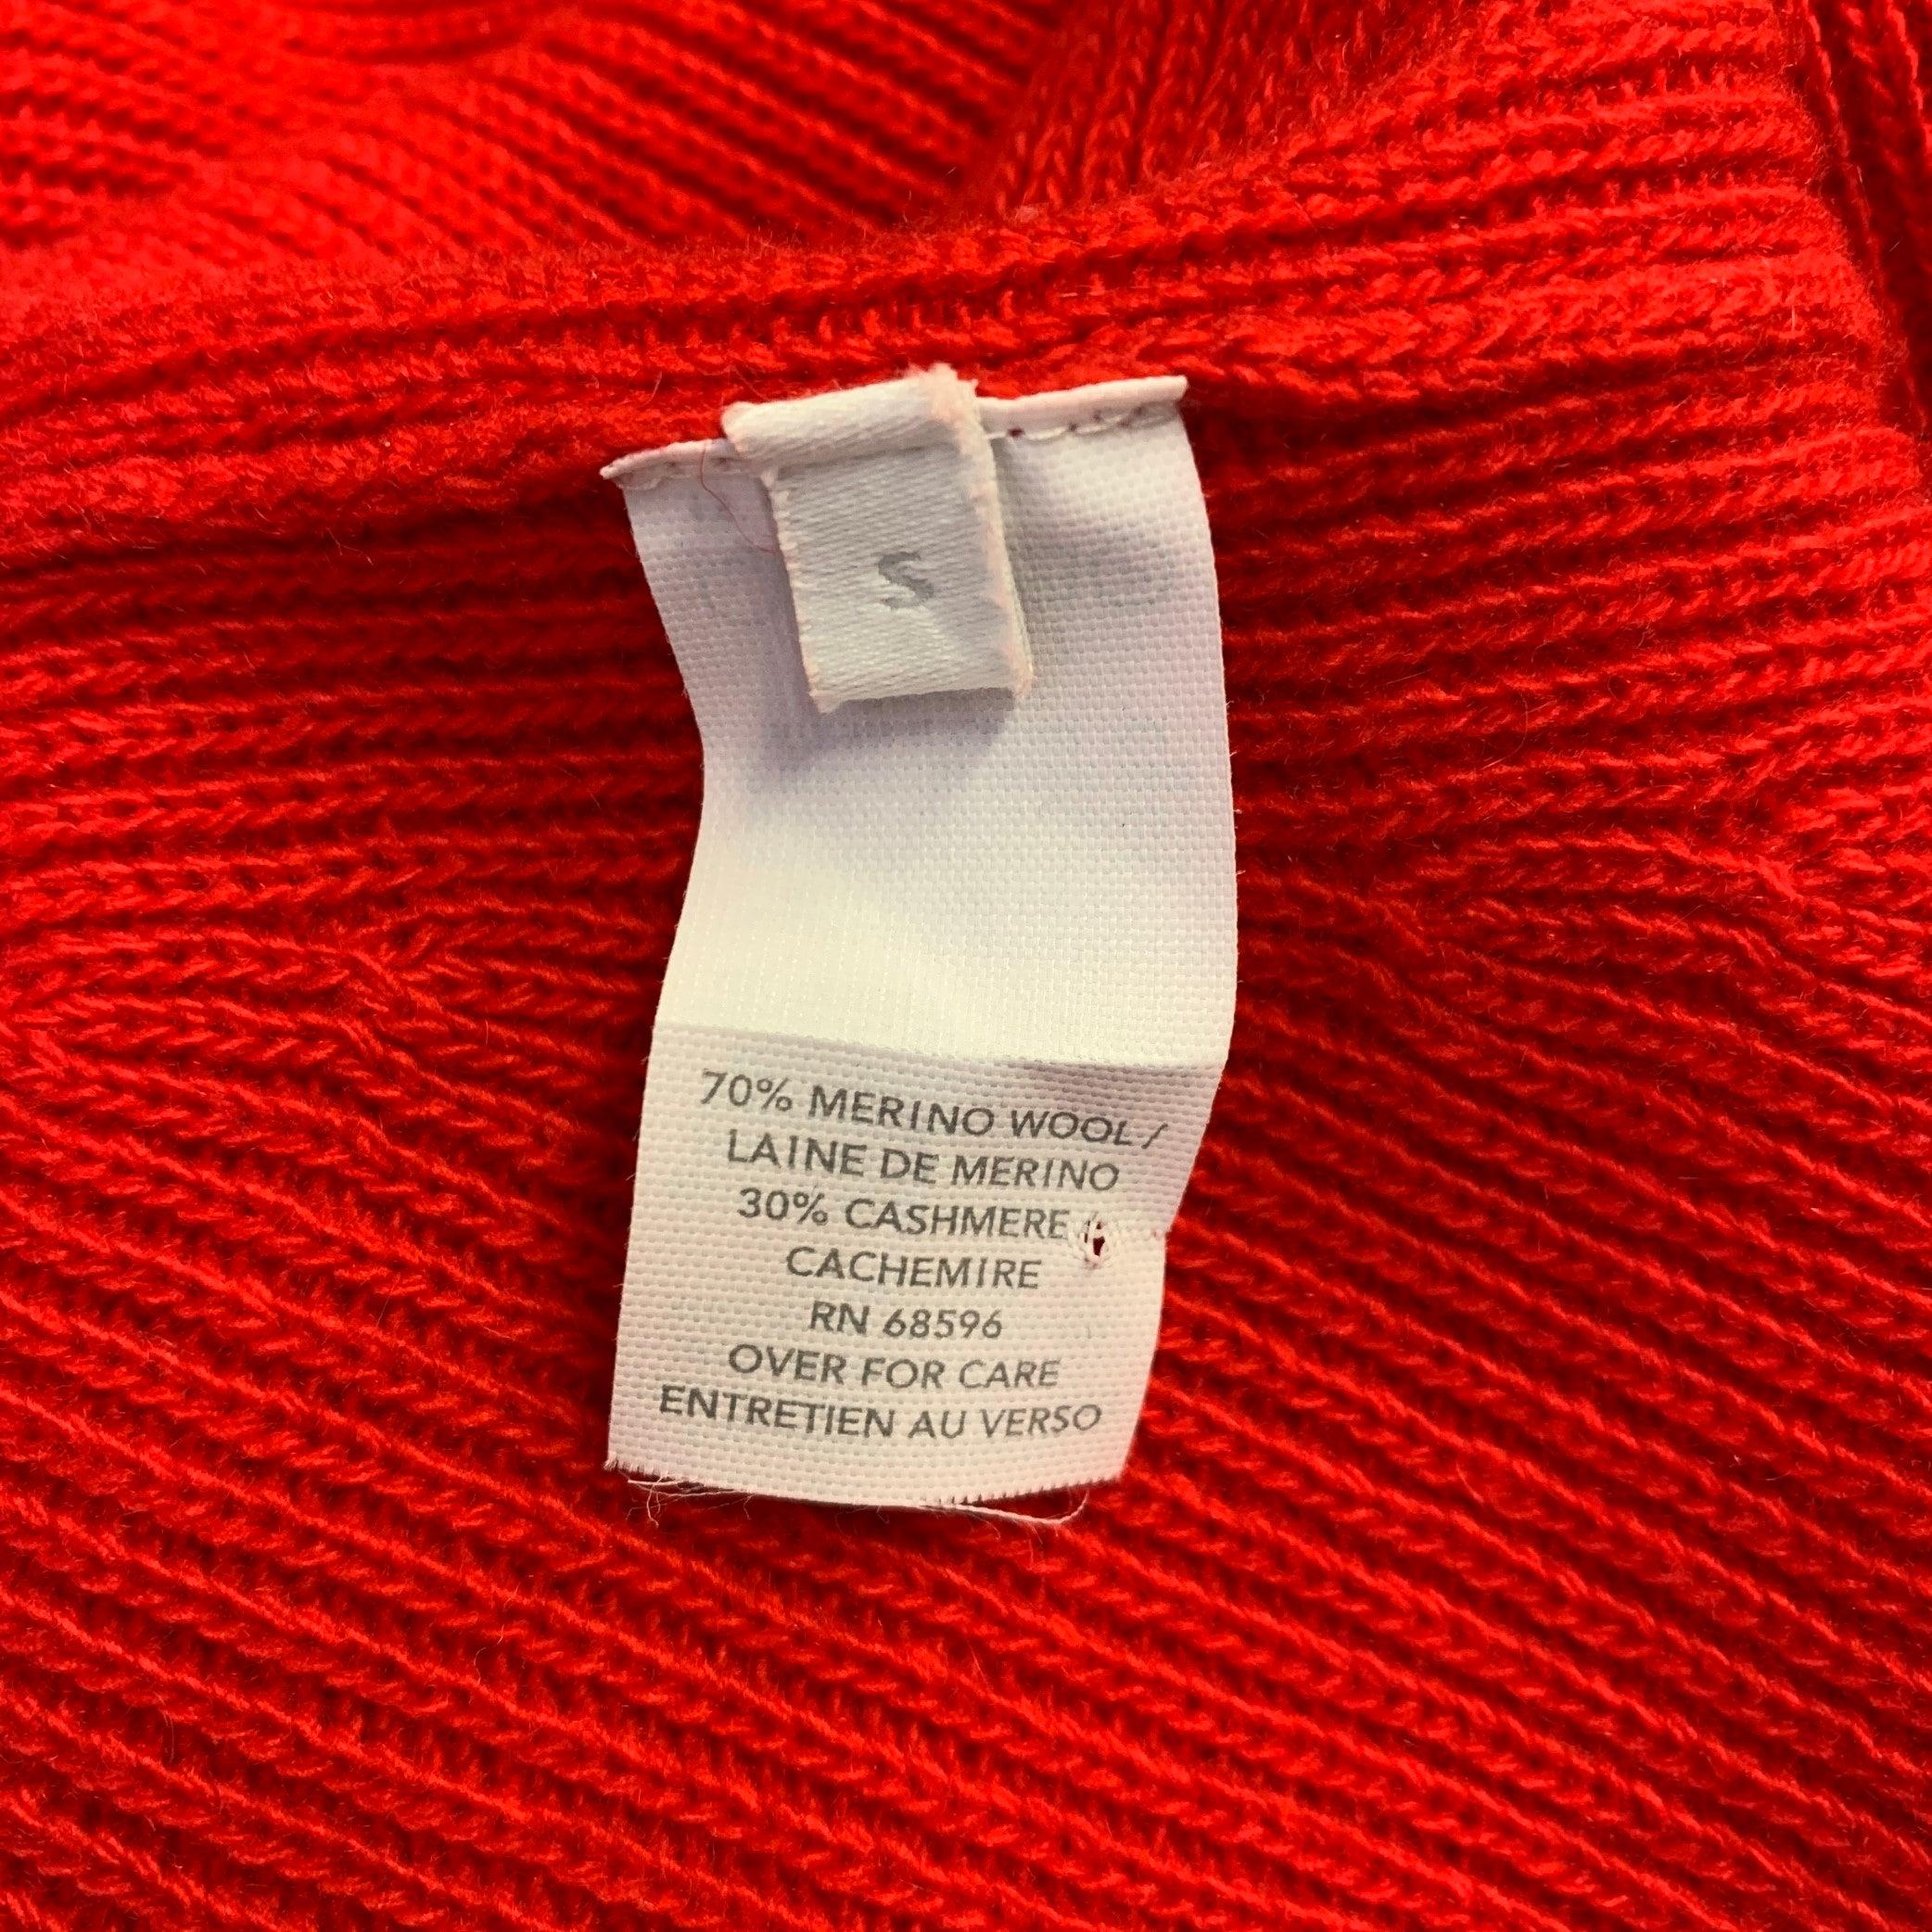 S
70% MERINO WOOL /
LAINE DE MERINO
30% CASHMERE
CACHEMIRE
RN 68596
OVER FOR CARE
ENTRETIEN AU VERSO